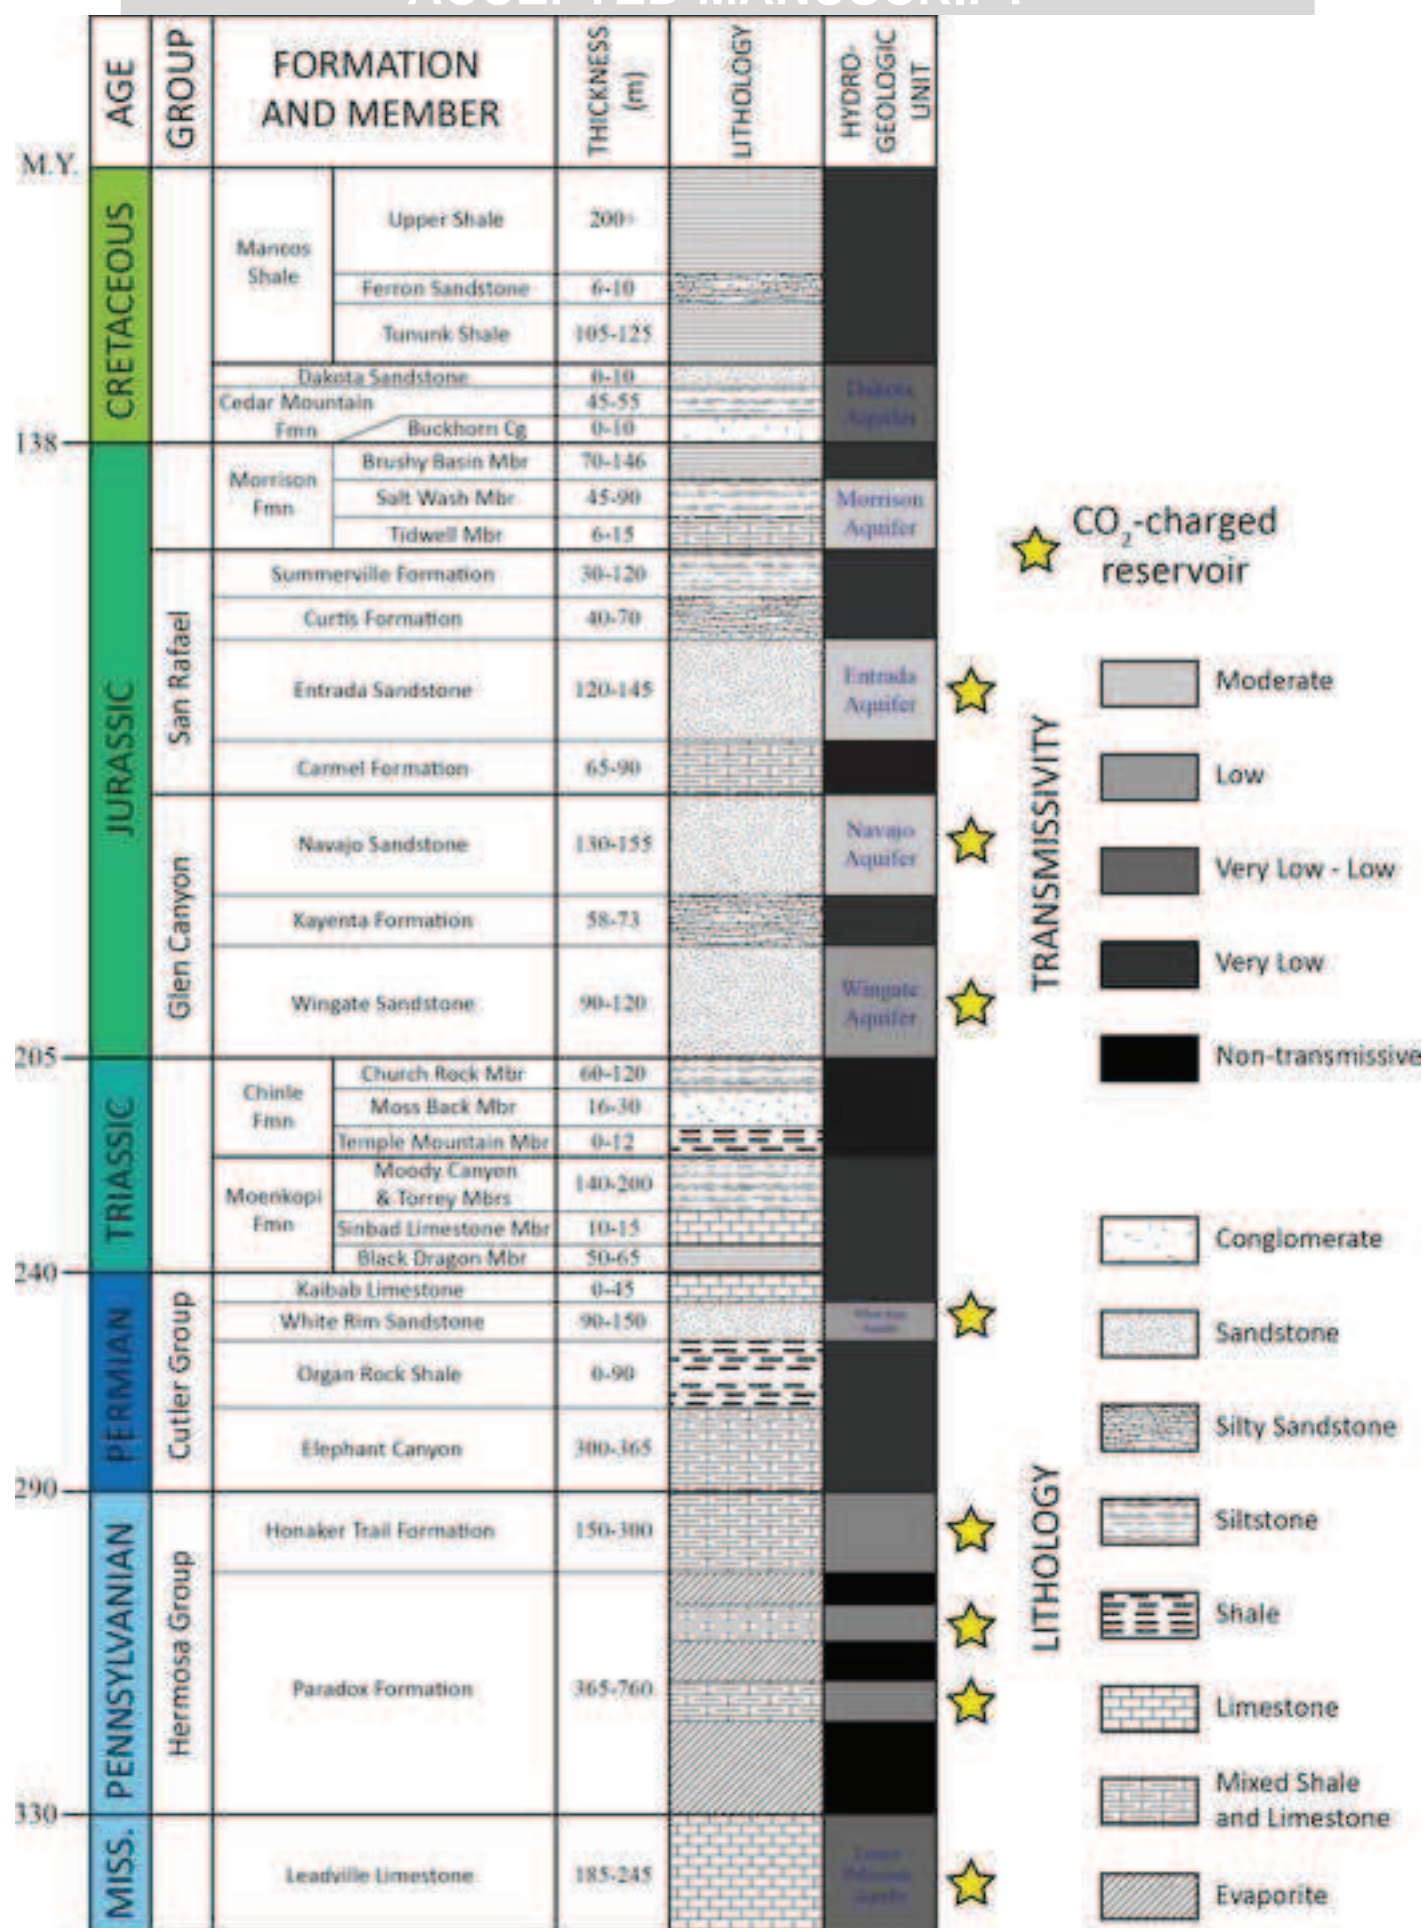 ACCEPTED MANUSCRIPT
M.Y.
AGE
GROUP
FORMATION
AND MEMBER
THICKNESS
(m)
LITHOLOGY
HYDRO-
GEOLOGIC
UNIT
CRETACEOUS
Mancos
Shale
Upper Shale
200+
Ferron Sandstone
6-10
Tununk Shale
105-125
Dakota Sandstone
0-10
Dakota
Aquifer
Cedar Mountain
Fmn
45-55
Buckhorn Cg
0-10
138
JURASSIC
Morrison
Fmn
Brushy Basin Mbr
70-146
Salt Wash Mbr
45-90
Morrison
Aquifer
Tidwell Mbr
6-15
San Rafael
Summerville Formation
30-120
Curtis Formation
40-70
Entrada Sandstone
120-145
Entrada
Aquifer
Carmel Formation
65-90
Glen Canyon
Navajo Sandstone
130-155
Navajo
Aquifer
Kayenta Formation
58-73
Wingate Sandstone
90-120
Wingate
Aquifer
205
TRIASSIC
Chinle
Fmn
Church Rock Mbr
60-120
Moss Back Mbr
16-30
Temple Mountain Mbr
0-12
Moenkopi
Fmn
Moody Canyon
& Torrey Mbrs
140-200
Sinbad Limestone Mbr
10-15
Black Dragon Mbr
50-65
240
PERMIAN
Cutler Group
Kaibab Limestone
0-45
White Rim Sandstone
90-150
Organ Rock Shale
0-90
Elephant Canyon
300-365
290
PENNSYLVANIAN
Hermosa Group
Honaker Trail Formation
150-300
Paradox Formation
365-760
330
MISS.
Leadville Limestone
185-245
CO2-charged
reservoir
TRANSMISSIVITY
Moderate
Low
Very Low - Low
Very Low
Non-transmissive
LITHOLOGY
Conglomerate
Sandstone
Silty Sandstone
Siltstone
Shale
Limestone
Mixed Shale
and Limestone
Evaporite